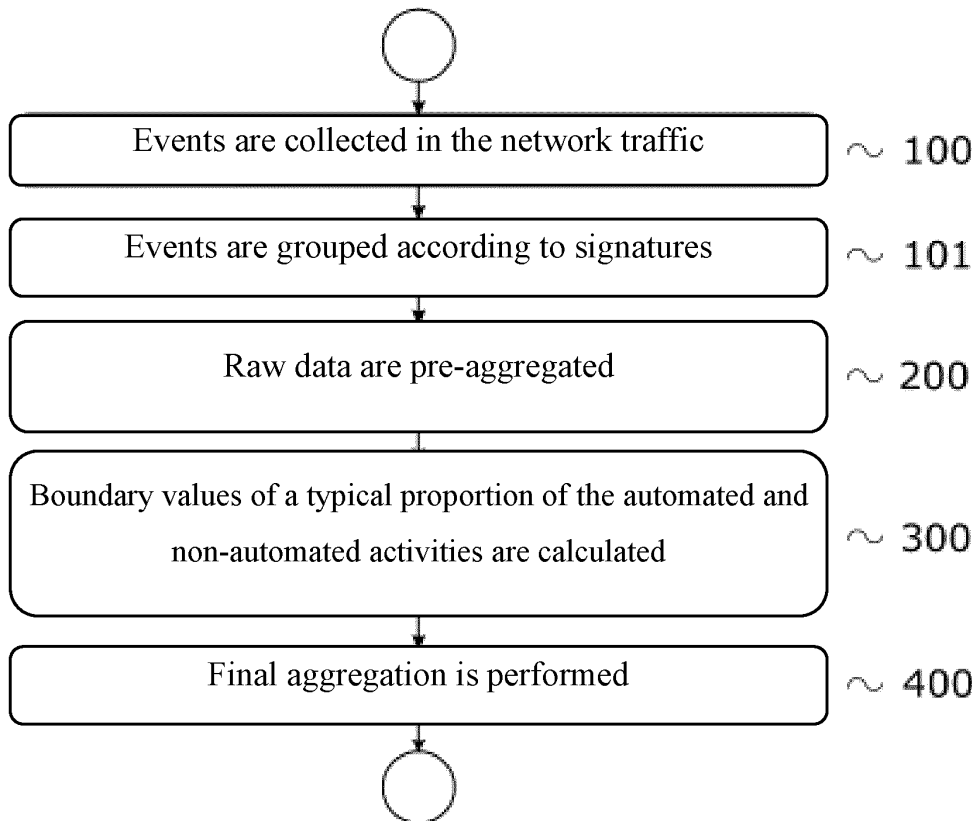 Events are collected in the network traffic
~ 100
Events are grouped according to signatures
~ 101
Raw data are pre-aggregated
~ 200
Boundary values of a typical proportion of the automated and
non-automated activities are calculated
~ 300
Final aggregation is performed
~ 400